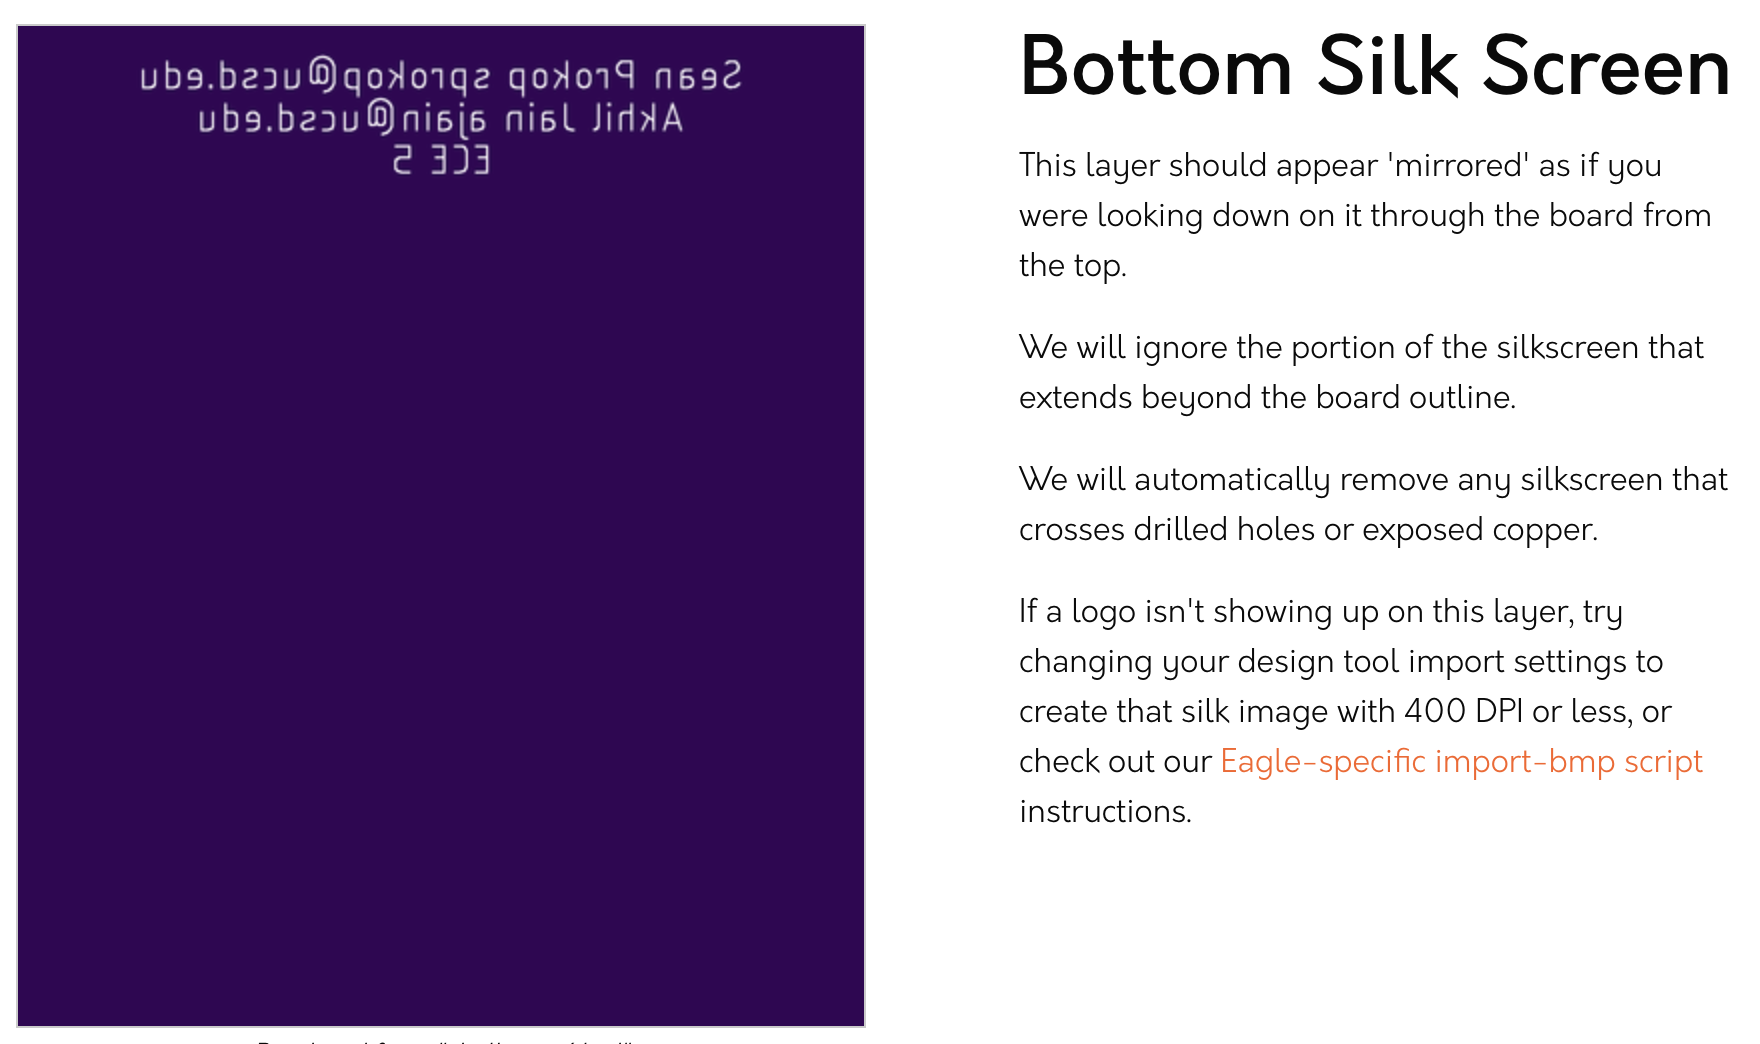 Sean Prokop sprokop@ucsd.edu
Akhil Jain ajain@ucsd.edu
ECE 5
Bottom Silk Screen
This layer should appear 'mirrored' as if you
were looking down on it through the board from
the top.
We will ignore the portion of the silkscreen that
extends beyond the board outline.
We will automatically remove any silkscreen that
crosses drilled holes or exposed copper.
If a logo isn't showing up on this layer, try
changing your design tool import settings to
create that silk image with 400 DPI or less, or
check out our Eagle-specific import-bmp script
instructions.